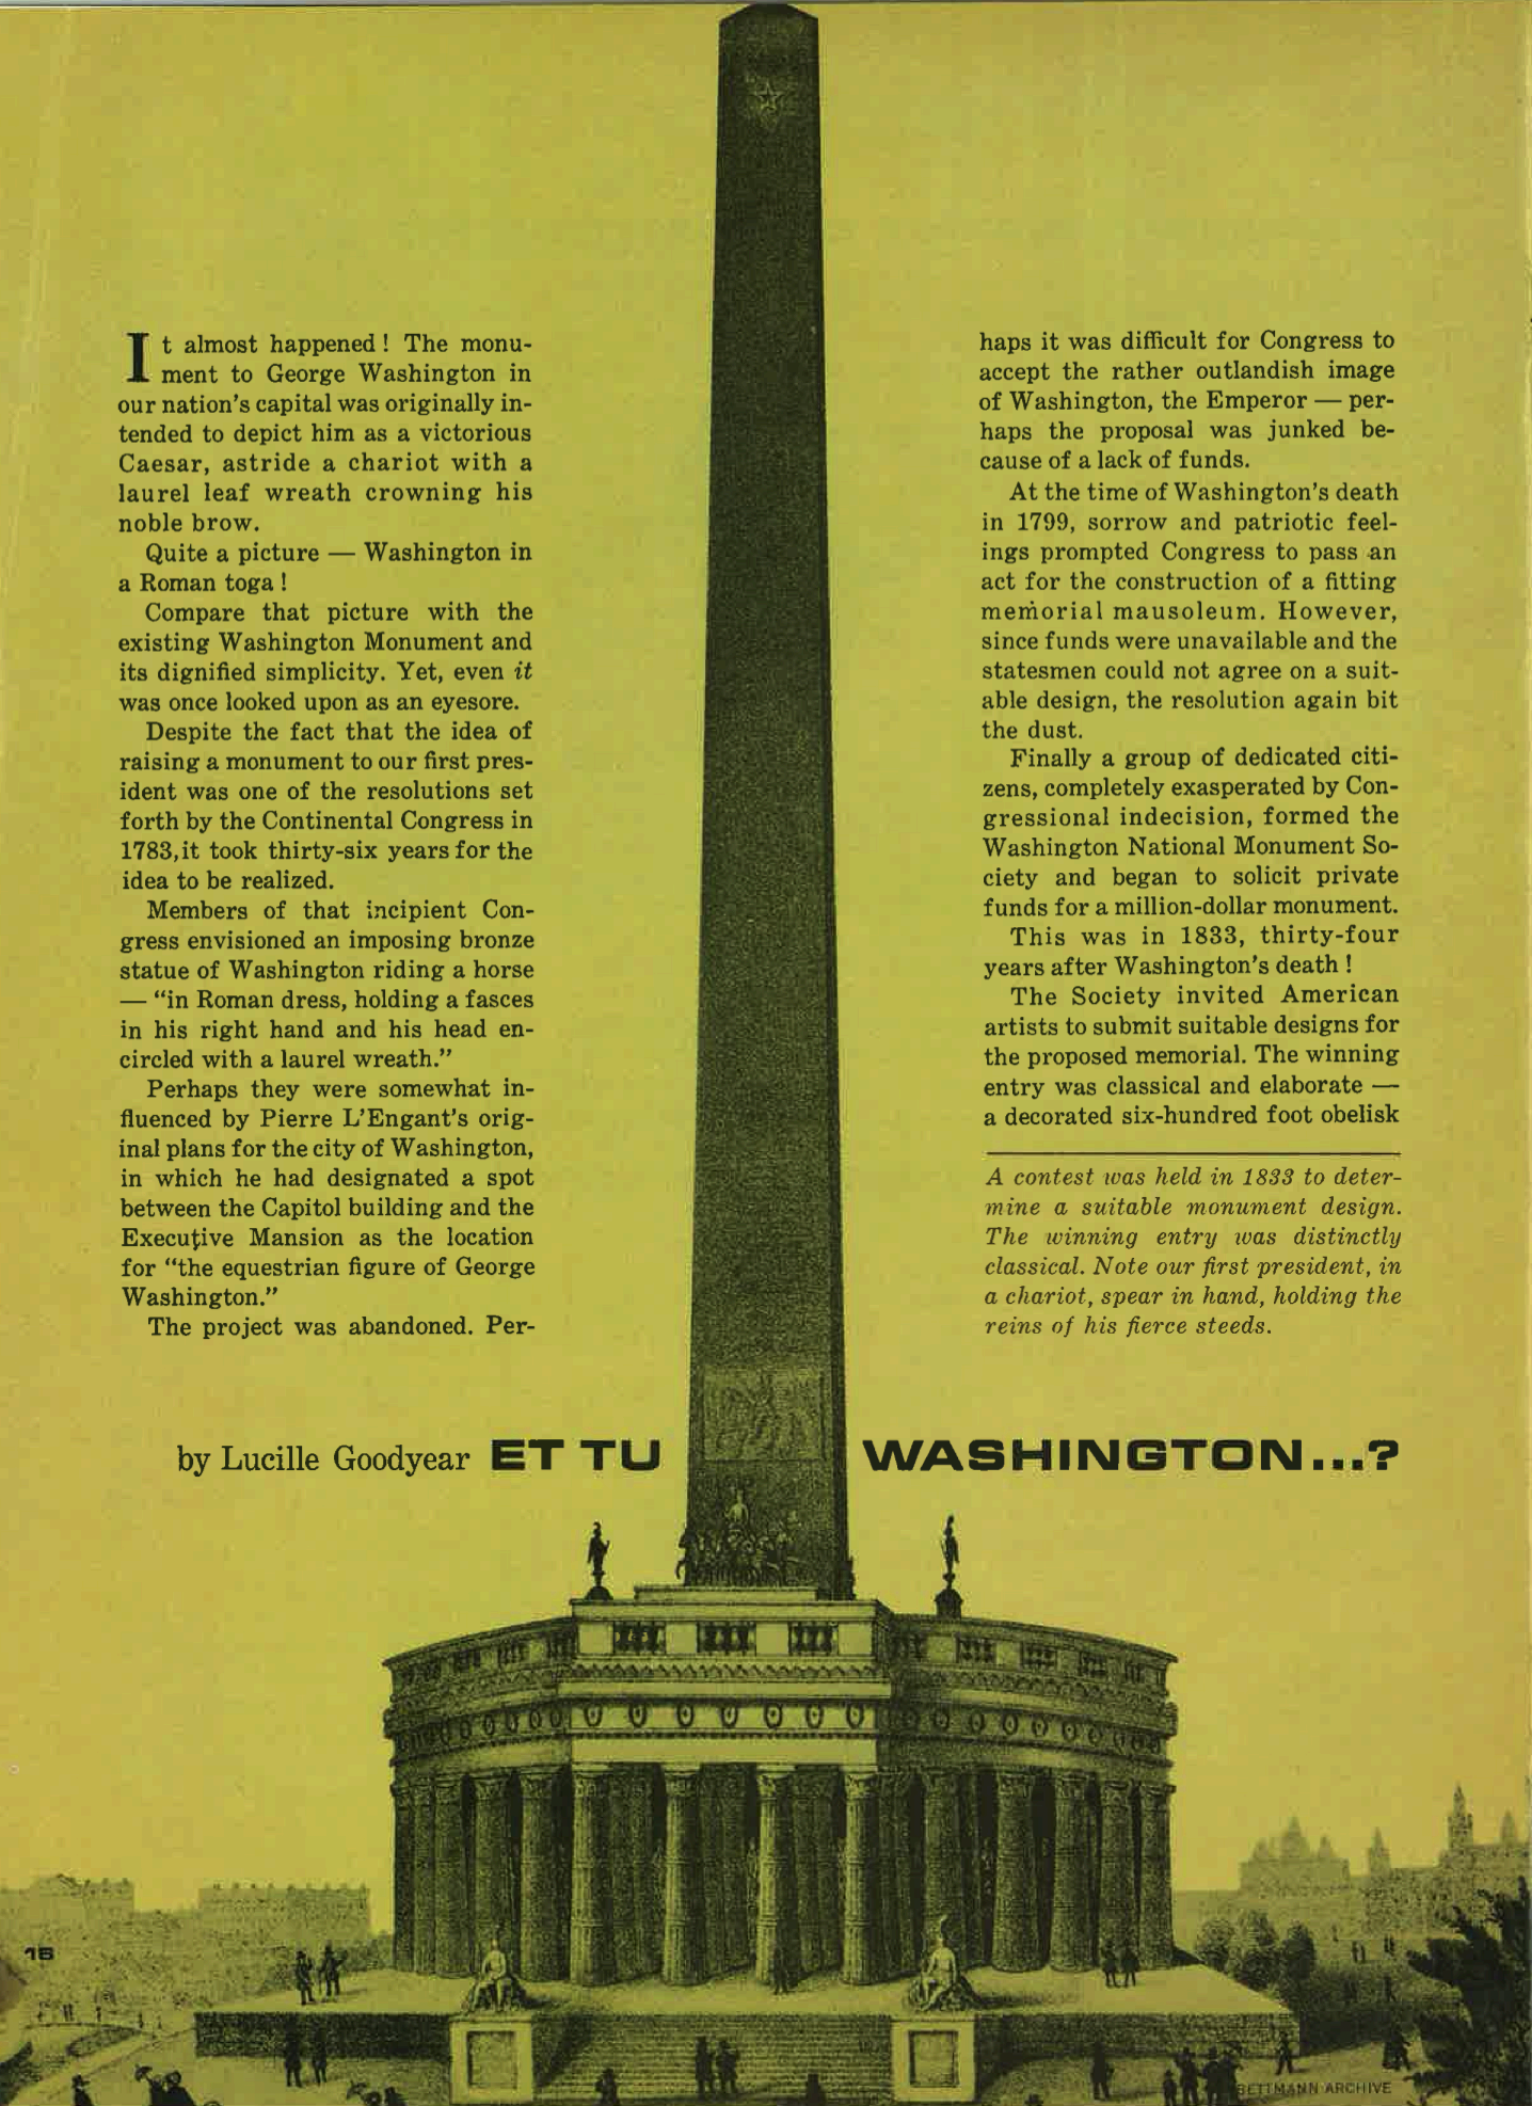 It almost happened! The monu-
ment to George Washington in
our nation's capital was originally in-
tended to depict him as a victorious
Caesar, astride a chariot with a
laurel leaf wreath crowning his
noble brow.
Quite a picture — Washington in
a Roman toga!
Compare that picture with the
existing Washington Monument and
its dignified simplicity. Yet, even it
was once looked upon as an eyesore.
Despite the fact that the idea of
raising a monument to our first pres-
ident was one of the resolutions set
forth by the Continental Congress in
1783, it took thirty-six years for the
idea to be realized.
Members of that incipient Con-
gress envisioned an imposing bronze
statue of Washington riding a horse
— "in Roman dress, holding a fasces
in his right hand and his head en-
circled with a laurel wreath."
Perhaps they were somewhat in-
fluenced by Pierre L'Engant's orig-
inal plans for the city of Washington,
in which he had designated a spot
between the Capitol building and the
Executive Mansion as the location
for "the equestrian figure of George
Washington."
The project was abandoned. Per-
haps it was difficult for Congress to
accept the rather outlandish image
of Washington, the Emperor — per-
haps the proposal was junked be-
cause of a lack of funds.
At the time of Washington's death
in 1799, sorrow and patriotic feel-
ings prompted Congress to pass an
act for the construction of a fitting
memorial mausoleum. However,
since funds were unavailable and the
statesmen could not agree on a suit-
able design, the resolution again bit
the dust.
Finally a group of dedicated citi-
zens, completely exasperated by Con-
gressional indecision, formed the
Washington National Monument So-
ciety and began to solicit private
funds for a million-dollar monument.
This was in 1833, thirty-four
years after Washington's death!
The Society invited American
artists to submit suitable designs for
the proposed memorial. The winning
entry was classical and elaborate —
a decorated six-hundred foot obelisk
A contest was held in 1833 to deter-
mine a suitable monument design.
The winning entry was distinctly
classical. Note our first president, in
a chariot, spear in hand, holding the
reins of his fierce steeds.
by Lucille Goodyear ET TU WASHINGTON...?
16
BETTMANN ARCHIVE